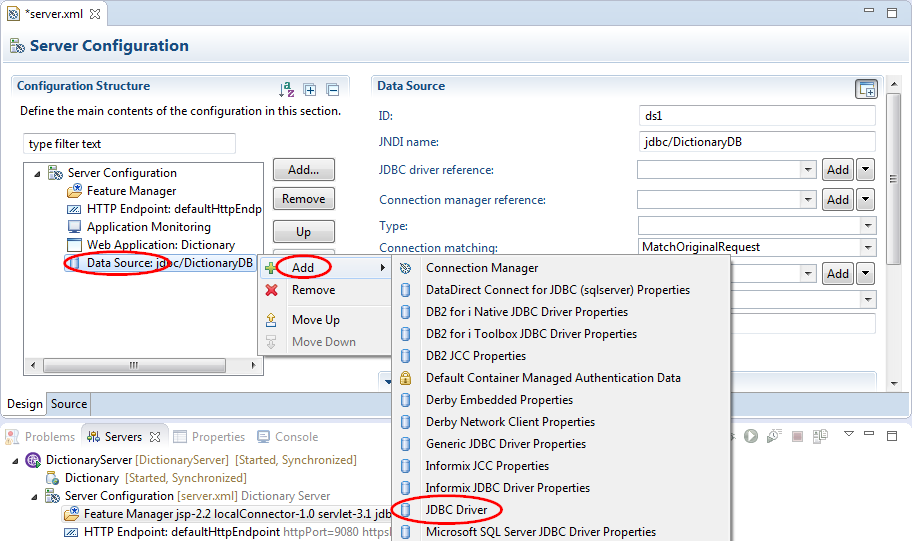 *server.xml
Server Configuration
Configuration Structure
Define the main contents of the configuration in this section.
type filter text
Server Configuration
Feature Manager
HTTP Endpoint: defaultHttpEndp
Application Monitoring
Web Application: Dictionary
Data Source: jdbc/DictionaryDB
Add...
Remove
Up
Data Source
ID: ds1
JNDI name: jdbc/DictionaryDB
JDBC driver reference: Add
Connection manager reference: Add
Type:
Connection matching: MatchOriginalRequest
Add
Add
Remove
Move Up
Move Down
Connection Manager
DataDirect Connect for JDBC (sqlserver) Properties
DB2 for i Native JDBC Driver Properties
DB2 for i Toolbox JDBC Driver Properties
DB2 JCC Properties
Default Container Managed Authentication Data
Derby Embedded Properties
Derby Network Client Properties
Generic JDBC Driver Properties
Informix JCC Properties
Informix JDBC Driver Properties
JDBC Driver
Microsoft SQL Server JDBC Driver Properties
Design Source
Problems Servers Properties Console
DictionaryServer [DictionaryServer] [Started, Synchronized]
Dictionary [Started, Synchronized]
Server Configuration [server.xml] Dictionary Server
Feature Manager jsp-2.2 localConnector-1.0 servlet-3.1 jdb
HTTP Endpoint: defaultHttpEndpoint httpPort=9080 https